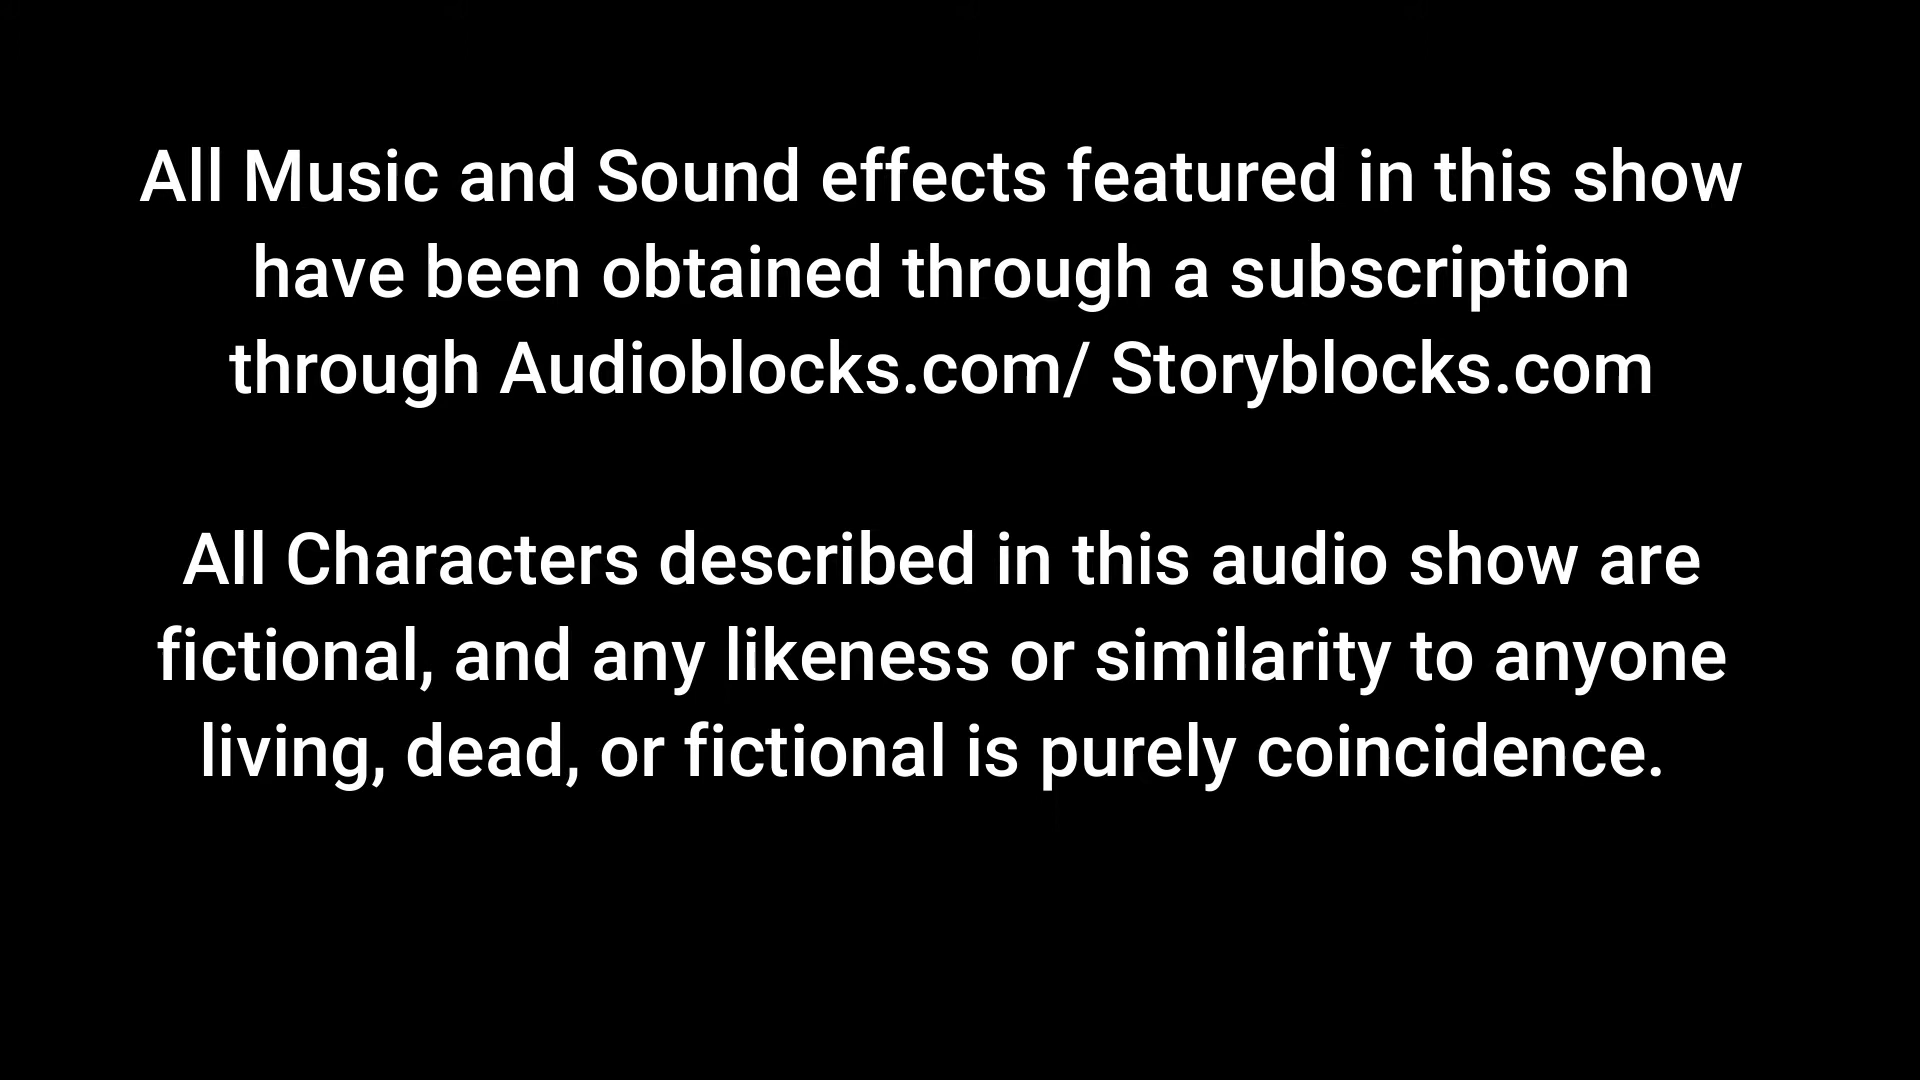 All Music and Sound effects featured in this show
have been obtained through a subscription
through Audioblocks.com/ Storyblocks.com
All Characters described in this audio show are
fictional, and any likeness or similarity to anyone
living, dead, or fictional is purely coincidence.